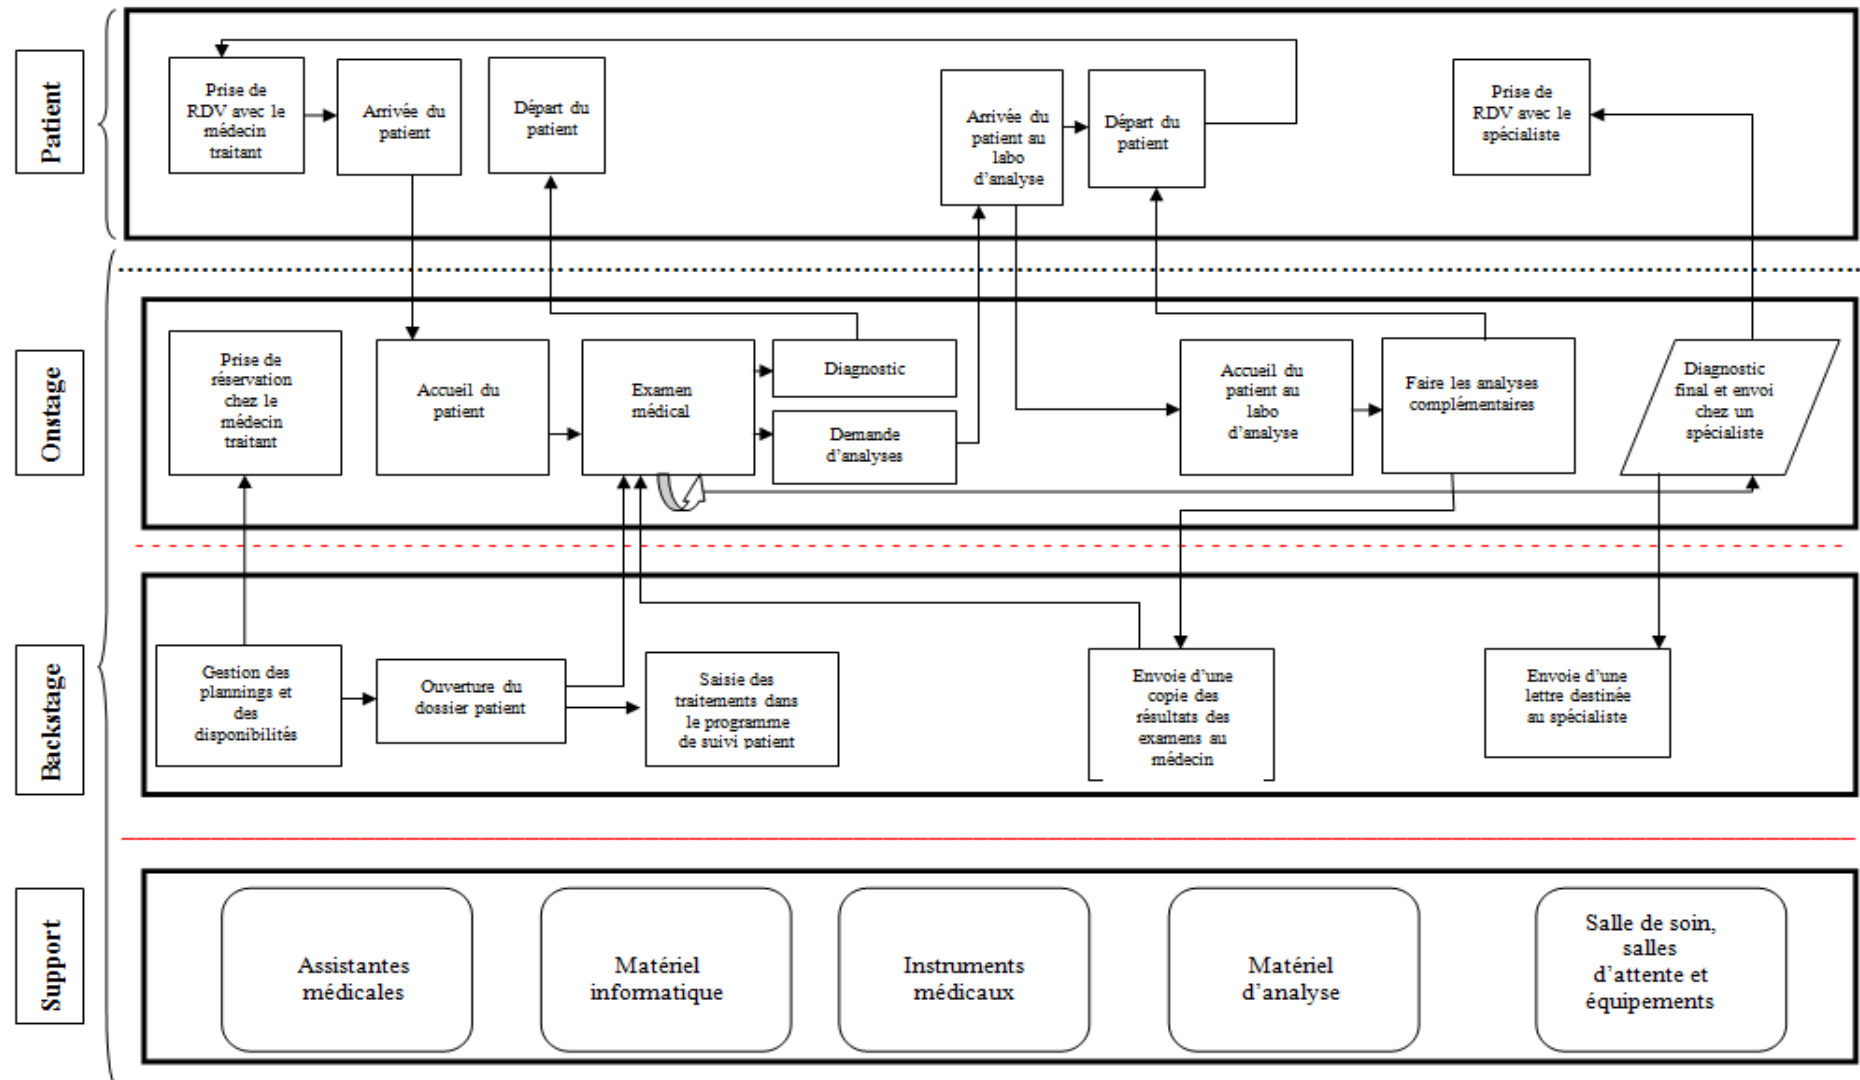 Patient
Prise de
RDV avec le
médecin
traitant
Arrivée du
patient
Départ du
patient
Arrivée du
patient au
labo
d'analyse
Départ du
patient
Prise de
RDV avec le
spécialiste
Onstage
Prise de
réservation
chez le
médecin
traitant
Accueil du
patient
Examen
médical
Diagnostic
Demande
d'analyses
Accueil du
patient au
labo
d'analyse
Faire les analyses
complémentaires
Diagnostic
final et envoi
chez un
spécialiste
Backstage
Gestion des
plannings et
des
disponibilités
Ouverture du
dossier patient
Saisie des
traitements dans
le programme
de suivi patient
Envoie d'une
copie des
résultats des
examens au
médecin
Envoie d'une
lettre destinée
au spécialiste
Support
Assistantes
médicales
Matériel
informatique
Instruments
médicaux
Matériel
d'analyse
Salle de soin,
salles
d'attente et
équipements